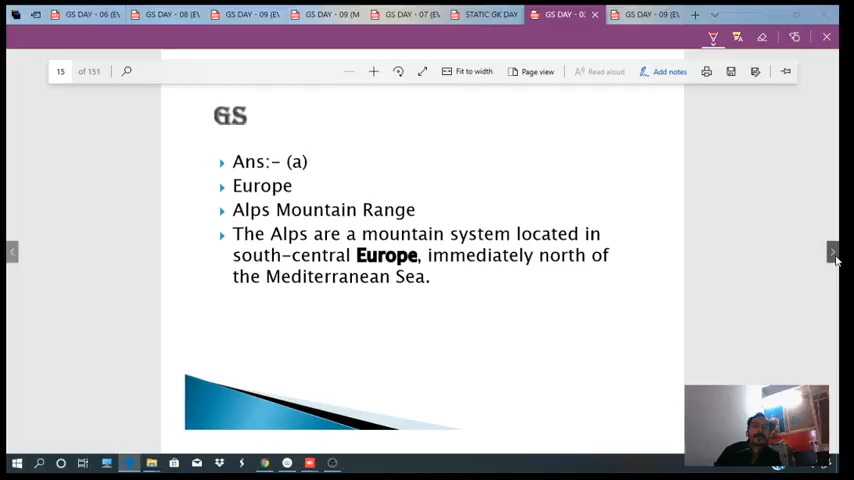 GS DAY - 06 (E\
GS DAY - 08 (E\
GS DAY - 09 (E\
GS DAY - 09 (M
GS DAY - 07 (E\
STATIC GK DAY
GS DAY - 0
GS DAY - 09 (E\
15 of 151
Fit to width
Page view
Read aloud
Add notes
GS
Ans:- (a)
Europe
Alps Mountain Range
The Alps are a mountain system located in
south-central Europe, immediately north of
the Mediterranean Sea.